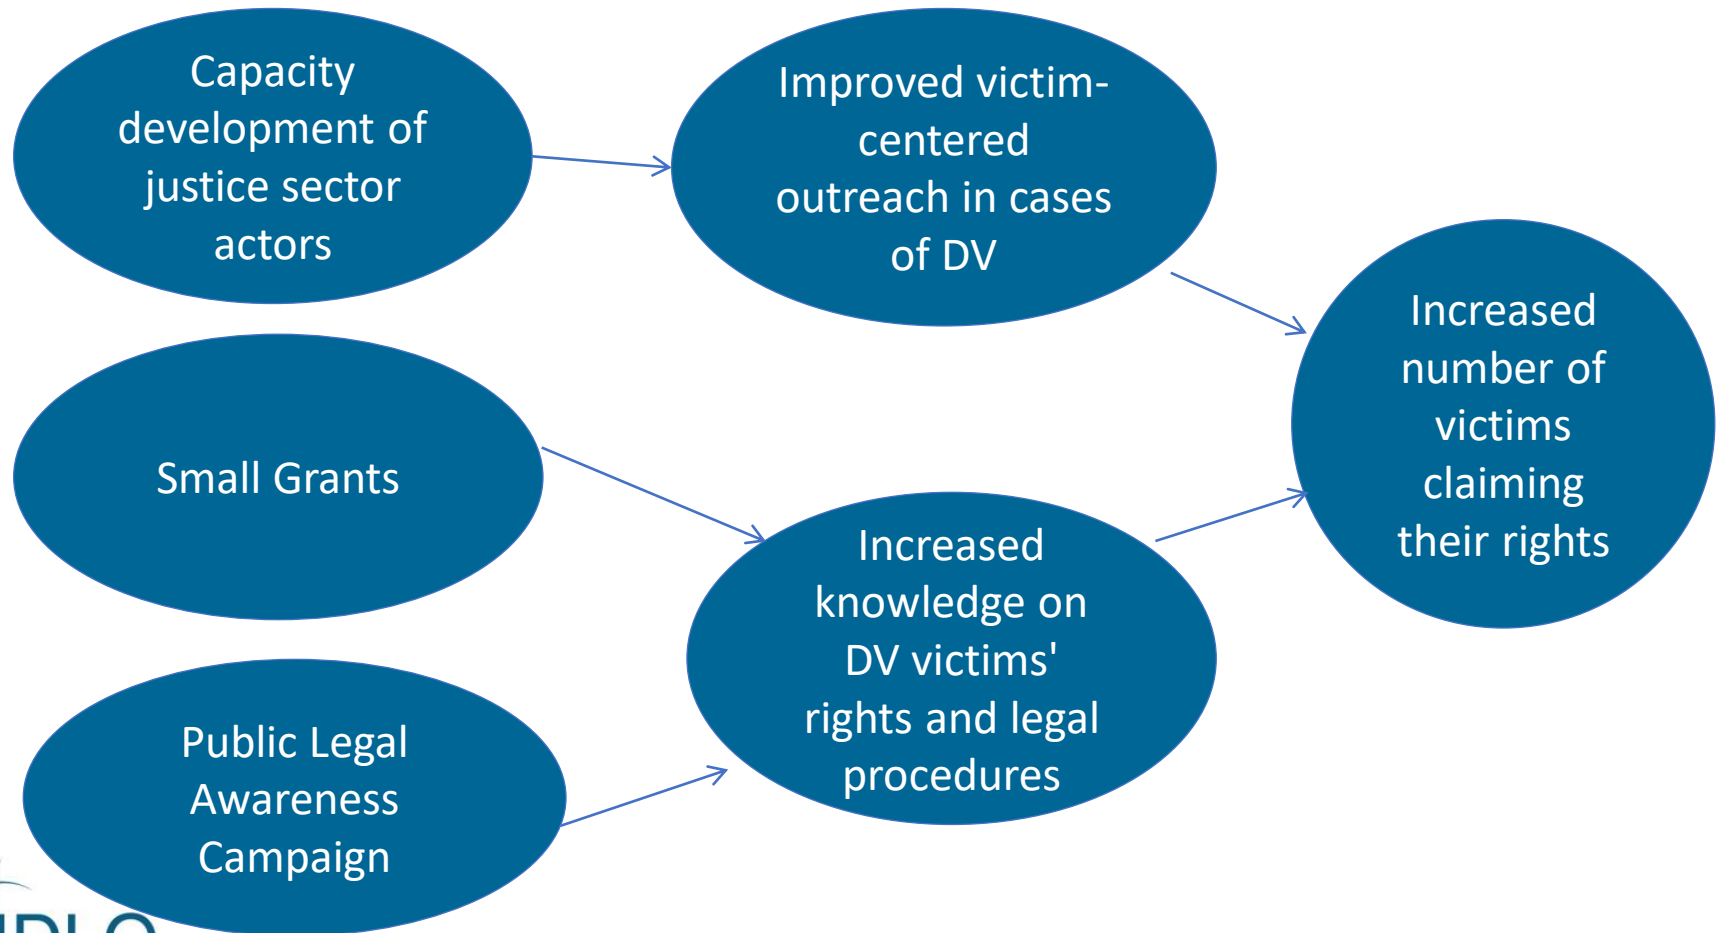 Capacity
development of
justice sector
actors
Improved victim-
centered
outreach in cases
of DV
Increased
number of
victims
claiming
their rights
Small Grants
Increased
knowledge on
DV victims'
rights and legal
procedures
Public Legal
Awareness
Campaign
IDLO